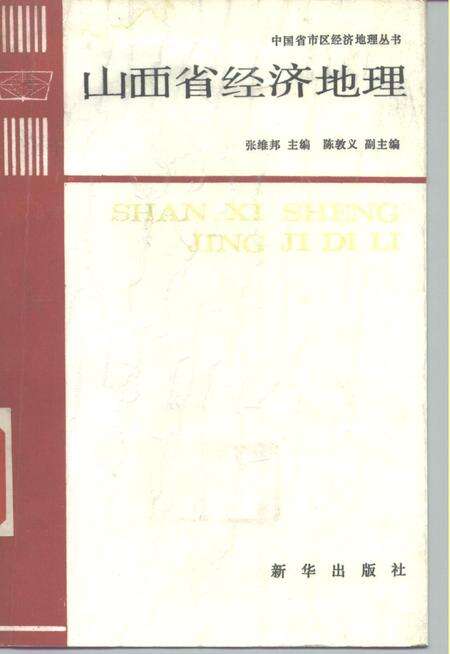 中国省市区经济地理丛书
山西省经济地理
张维邦 主编 陈敦义 副主编
SHAN XI SHENG
JING JI DI LI
新华出版社